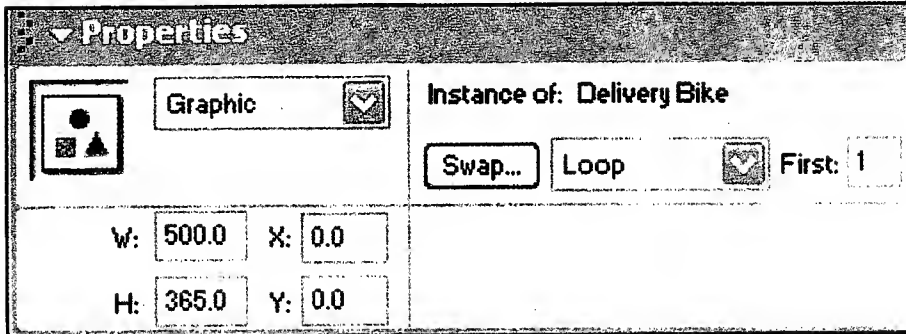 Properties
Graphic
Instance of: Delivery Bike
Swap... Loop First: 1
W: 500.0 X: 0.0
H: 365.0 Y: 0.0